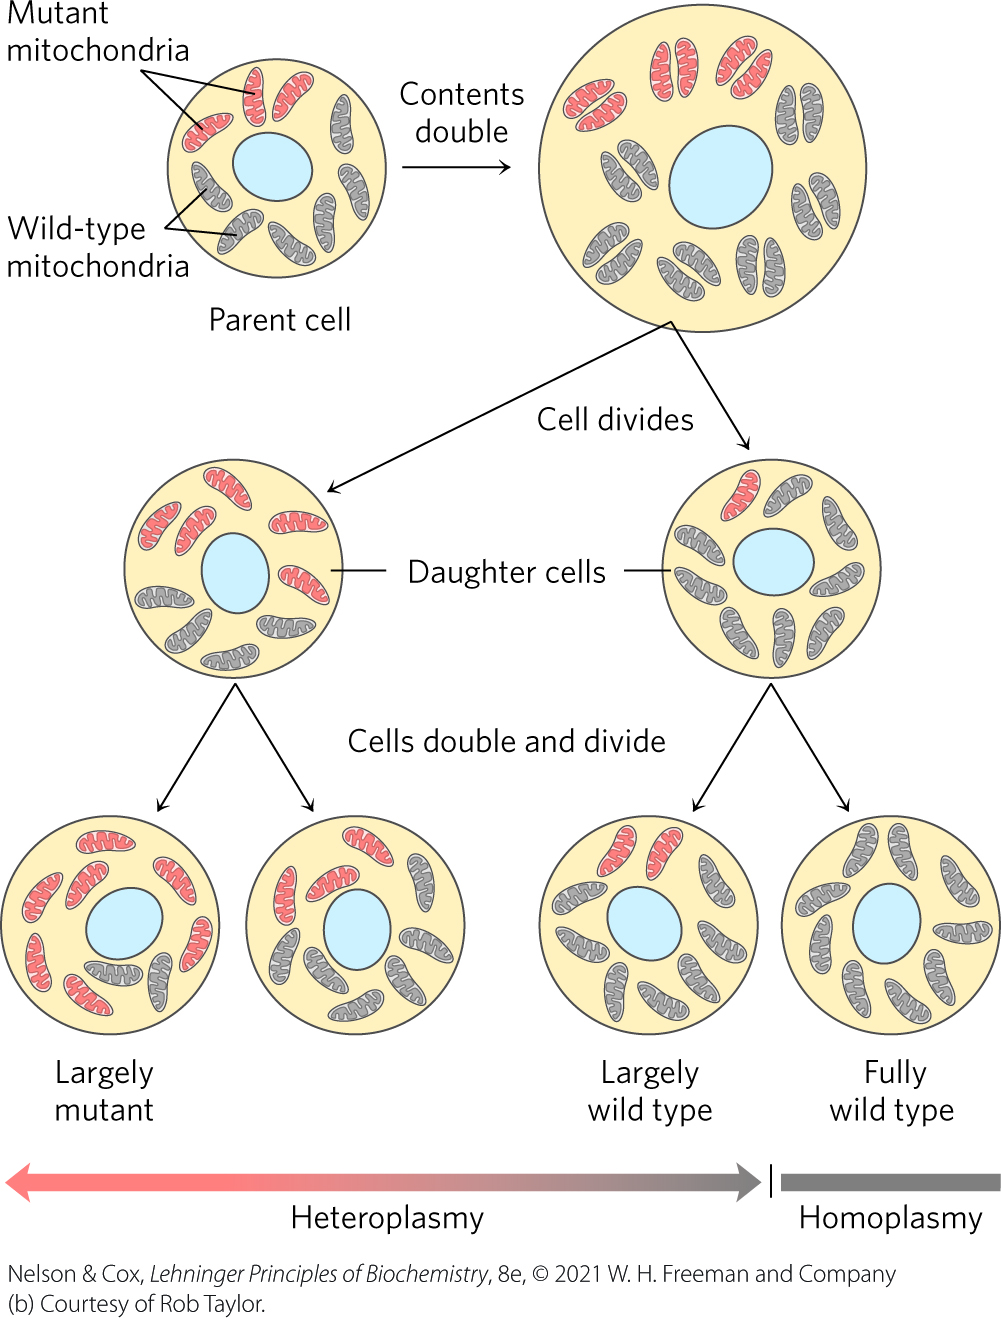 Mutant
mitochondria
Contents
double
Wild-type
mitochondria
Parent cell
Cell divides
Daughter cells
Cells double and divide
Largely
mutant
Largely
wild type
Fully
wild type
Heteroplasmy
Homoplasmy
Nelson & Cox, Lehninger Principles of Biochemistry, 8e, © 2021 W. H. Freeman and Company
(b) Courtesy of Rob Taylor.